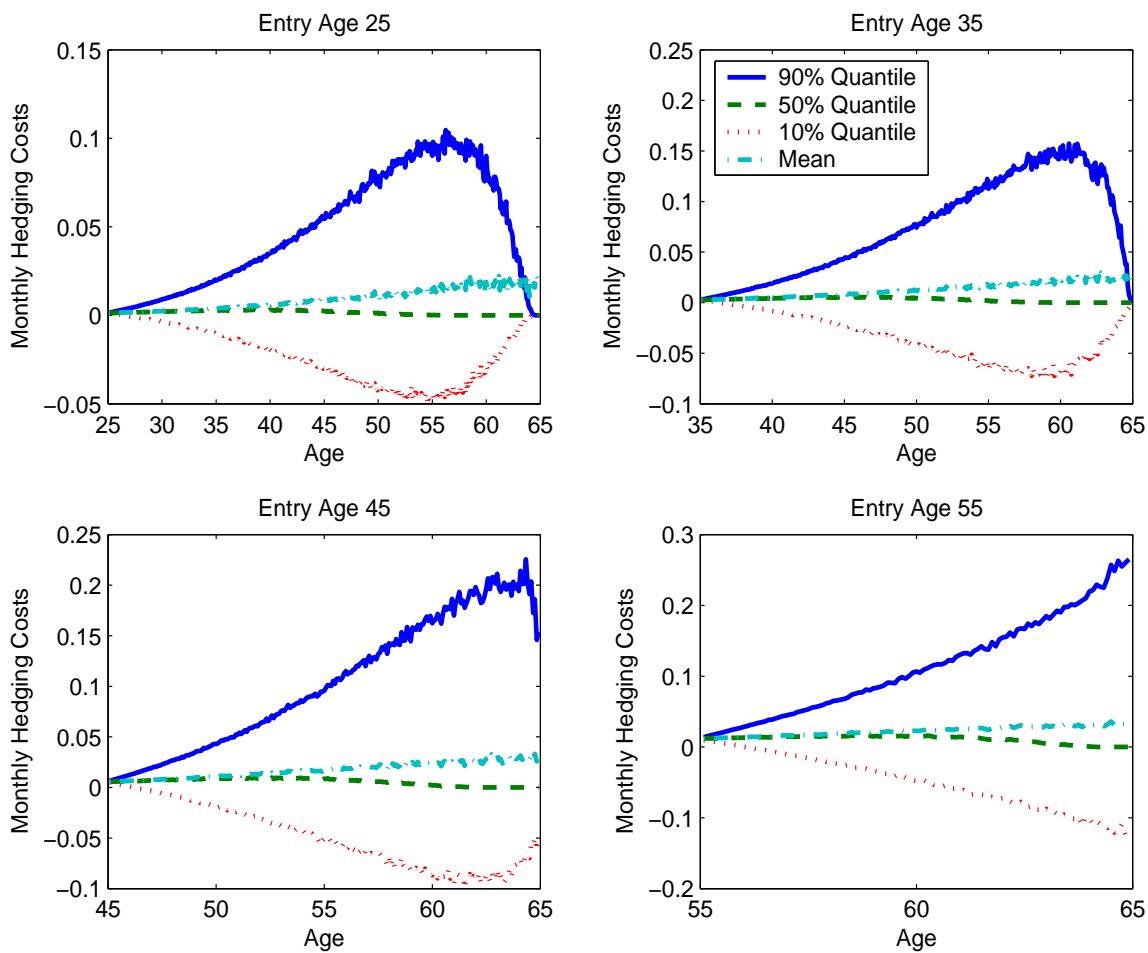 Entry Age 25
0.15
0.1
0.05
0
−0.05
Monthly Hedging Costs
25 30 35 40 45 50 55 60 65
Age
Entry Age 35
0.25
0.2
0.15
0.1
0.05
0
−0.05
−0.1
Monthly Hedging Costs
90% Quantile
50% Quantile
10% Quantile
Mean
35 40 45 50 55 60 65
Age
Entry Age 45
0.25
0.2
0.15
0.1
0.05
0
−0.05
−0.1
Monthly Hedging Costs
45 50 55 60 65
Age
Entry Age 55
0.3
0.2
0.1
0
−0.1
−0.2
Monthly Hedging Costs
55 60 65
Age